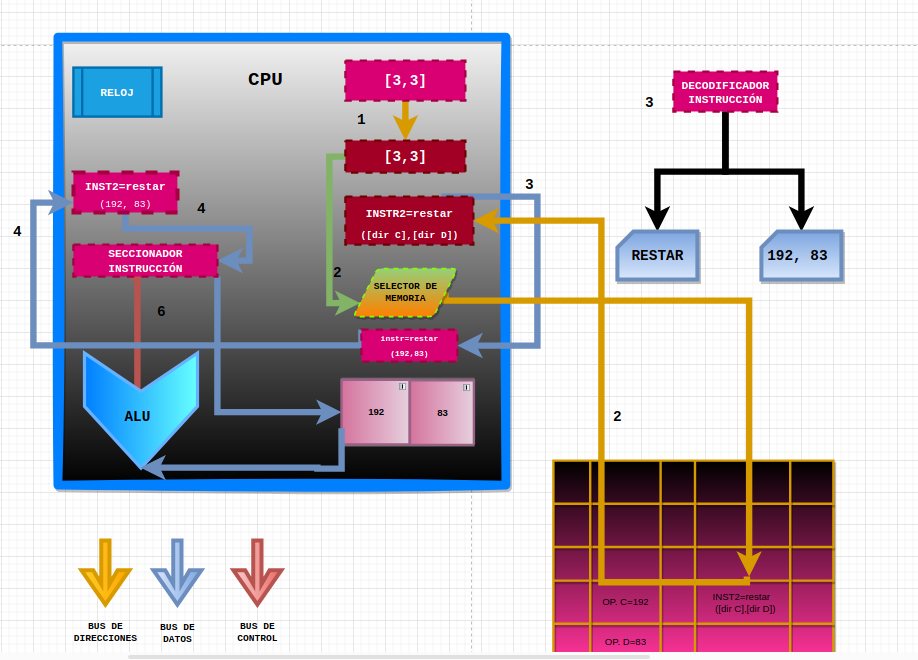 CPU
RELOJ
[3,3]
1
[3,3]
INST2=restar
(192, 83)
4
4
3
INSTR2=restar
([dir C],[dir D])
SECCIONADOR
INSTRUCCIÓN
2
SELECTOR DE
MEMORIA
6
instr=restar
(192,83)
ALU
192
83
3
DECODIFICADOR
INSTRUCCIÓN
RESTAR
192, 83
2
OP. C=192
INST2=restar
([dir C],[dir D])
OP. D=83
BUS DE
DIRECCIONES
BUS DE
DATOS
BUS DE
CONTROL